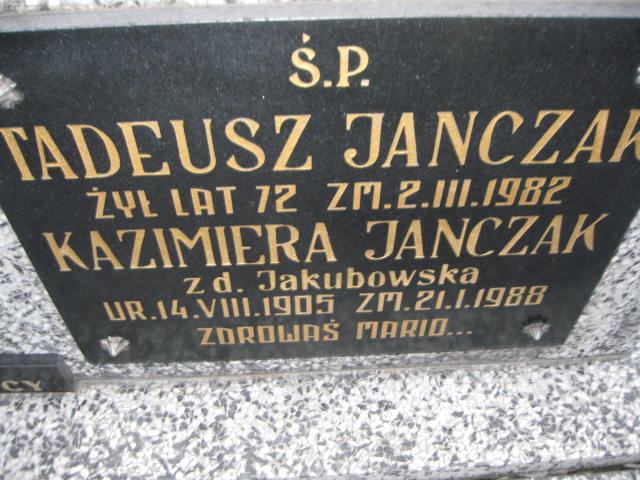 Ś.P.
TADEUSZ JANCZAK
ŻYŁ LAT 72 ZM. 2.III.1982
KAZIMIERA JANCZAK
z d. Jakubowska
UR. 14.VIII.1905 ZM. 21.I.1988
ZDROWAŚ MARIO...